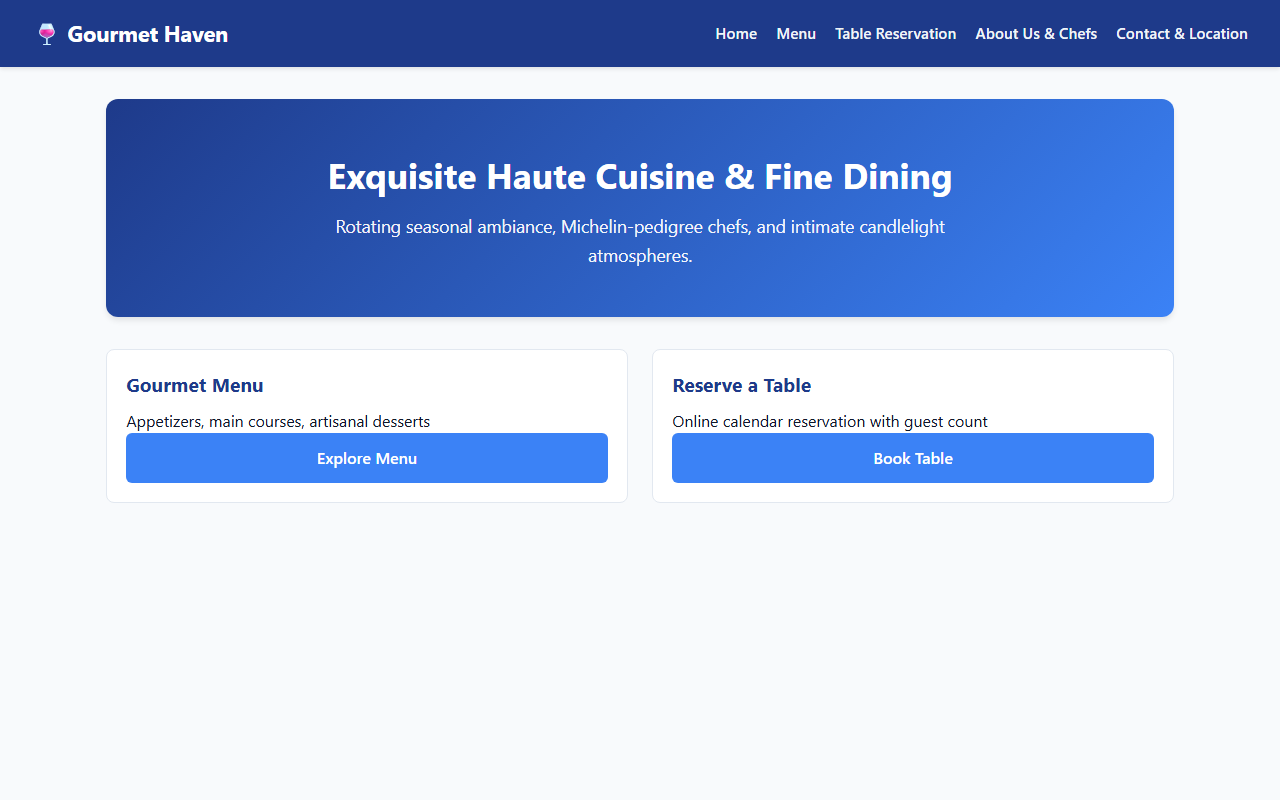 🍷 Gourmet Haven
Home Menu Table Reservation About Us & Chefs Contact & Location
Exquisite Haute Cuisine & Fine Dining
Rotating seasonal ambiance, Michelin-pedigree chefs, and intimate candlelight
atmospheres.
Gourmet Menu
Appetizers, main courses, artisanal desserts
Explore Menu
Reserve a Table
Online calendar reservation with guest count
Book Table